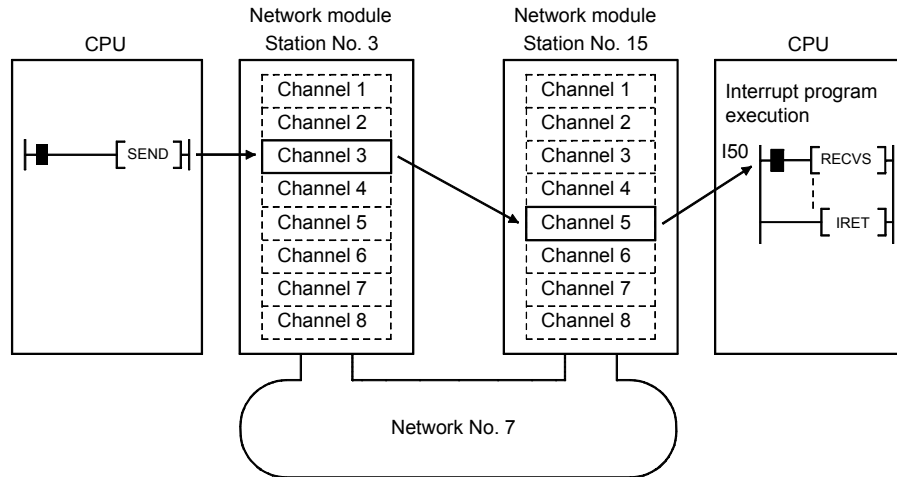 CPU
Network module
Station No. 3
Network module
Station No. 15
CPU
SEND
Channel 1
Channel 2
Channel 3
Channel 4
Channel 5
Channel 6
Channel 7
Channel 8
Channel 1
Channel 2
Channel 3
Channel 4
Channel 5
Channel 6
Channel 7
Channel 8
Interrupt program
execution
I50
RECVS
IRET
Network No. 7